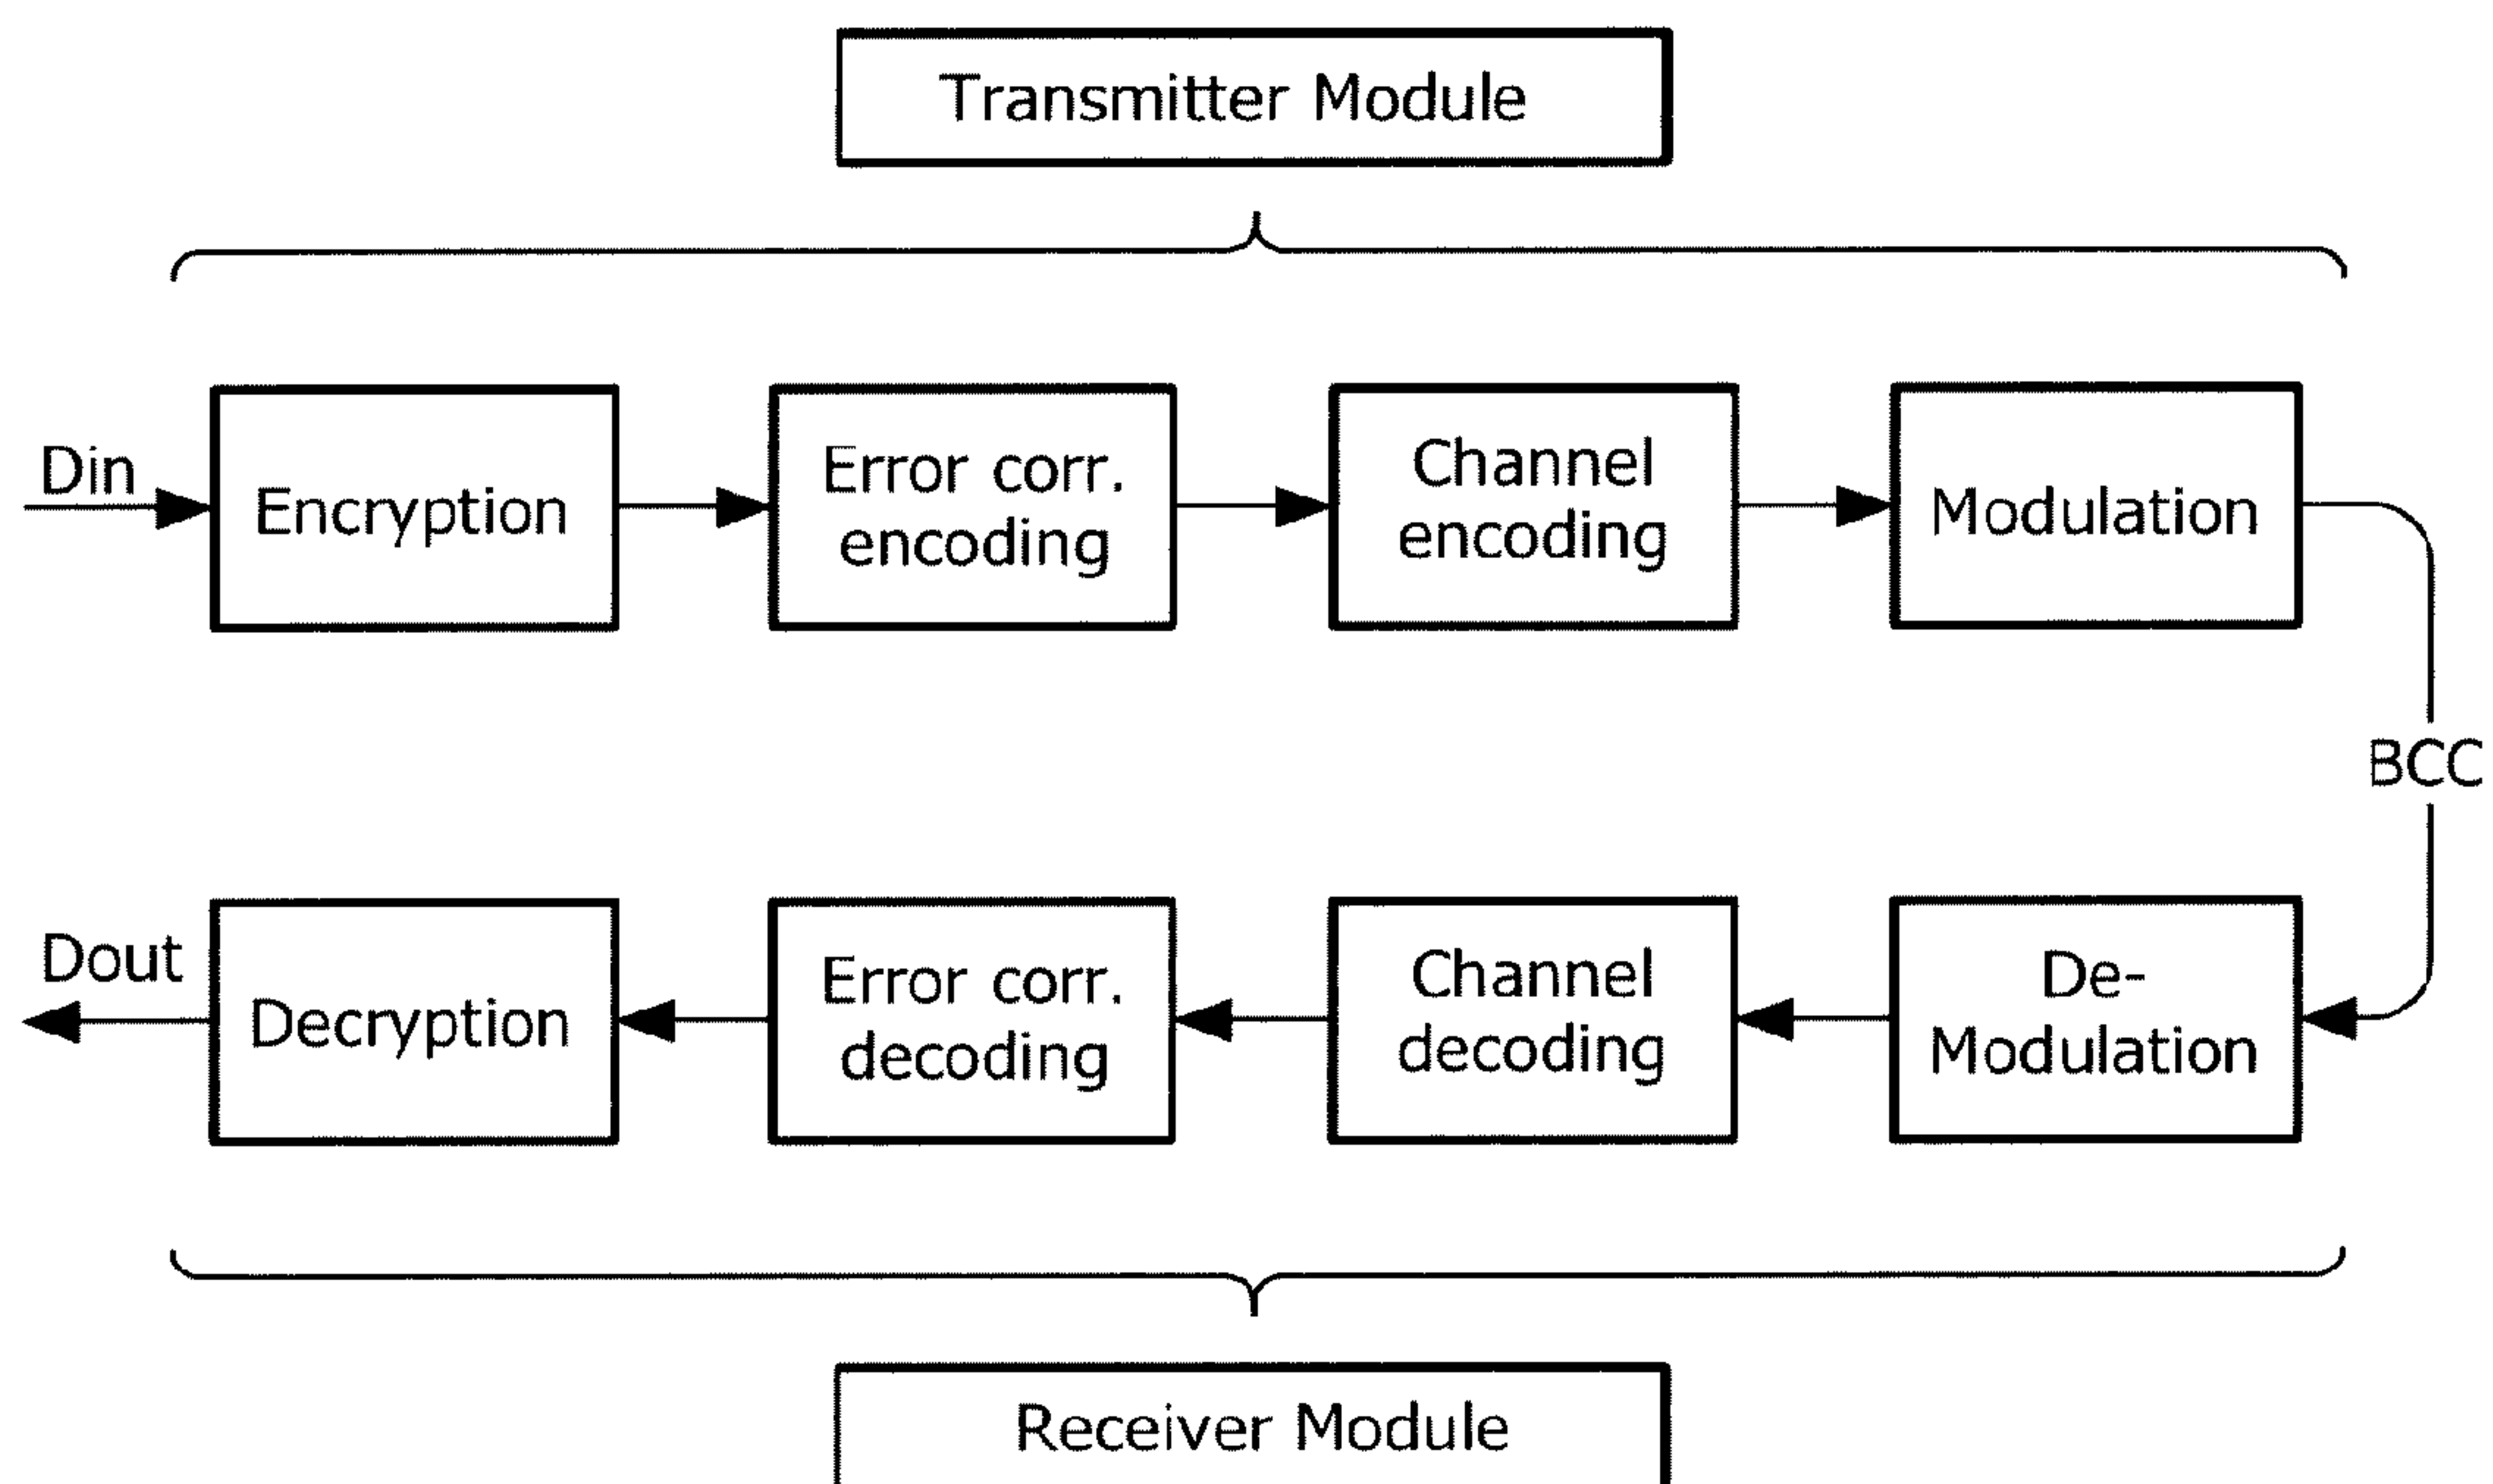 Transmitter Module
Din
Encryption
Error corr.
encoding
Channel
encoding
Modulation
BCC
Dout
Decryption
Error corr.
decoding
Channel
decoding
De-
Modulation
Receiver Module